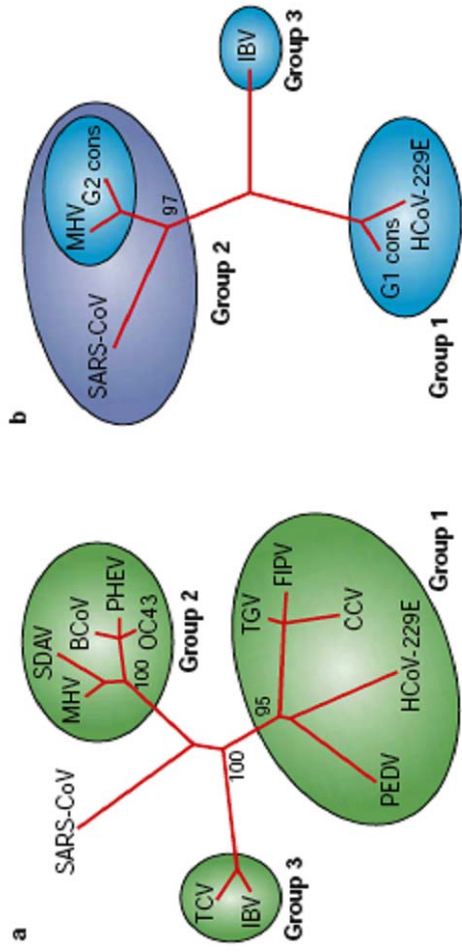 a
SARS-CoV
SDAV
MHV
BCoV
PHEV
OC43
100
Group 2
100
TCV
IBV
Group 3
95
TGV
FIPV
CCV
HCoV-229E
PEDV
Group 1
b
SARS-CoV
MHV
G2 cons
97
Group 2
IBV
Group 3
G1 cons
HCoV-229E
Group 1